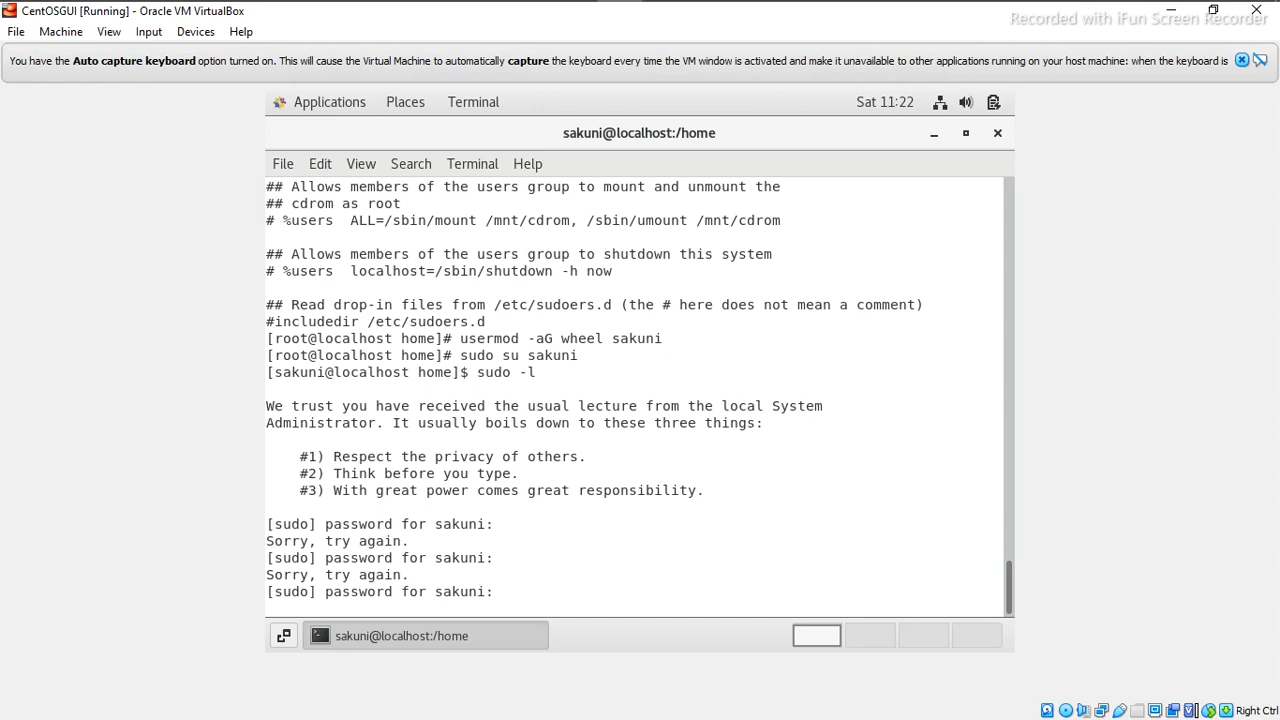 CentOSGUI [Running] - Oracle VM VirtualBox
Recorded with iFun Screen Recorder
File Machine View Input Devices Help
You have the Auto capture keyboard option turned on. This will cause the Virtual Machine to automatically capture the keyboard every time the VM window is activated and make it unavailable to other applications running on your host machine: when the keyboard is
Applications Places Terminal Sat 11:22
sakuni@localhost:/home
File Edit View Search Terminal Help
## Allows members of the users group to mount and unmount the
## cdrom as root
# %users  ALL=/sbin/mount /mnt/cdrom, /sbin/umount /mnt/cdrom
## Allows members of the users group to shutdown this system
# %users  localhost=/sbin/shutdown -h now
## Read drop-in files from /etc/sudoers.d (the # here does not mean a comment)
#includedir /etc/sudoers.d
[root@localhost home]# usermod -aG wheel sakuni
[root@localhost home]# sudo su sakuni
[sakuni@localhost home]$ sudo -l
We trust you have received the usual lecture from the local System
Administrator. It usually boils down to these three things:
#1) Respect the privacy of others.
#2) Think before you type.
#3) With great power comes great responsibility.
[sudo] password for sakuni:
Sorry, try again.
[sudo] password for sakuni:
Sorry, try again.
[sudo] password for sakuni:
sakuni@localhost:/home
Right Ctrl